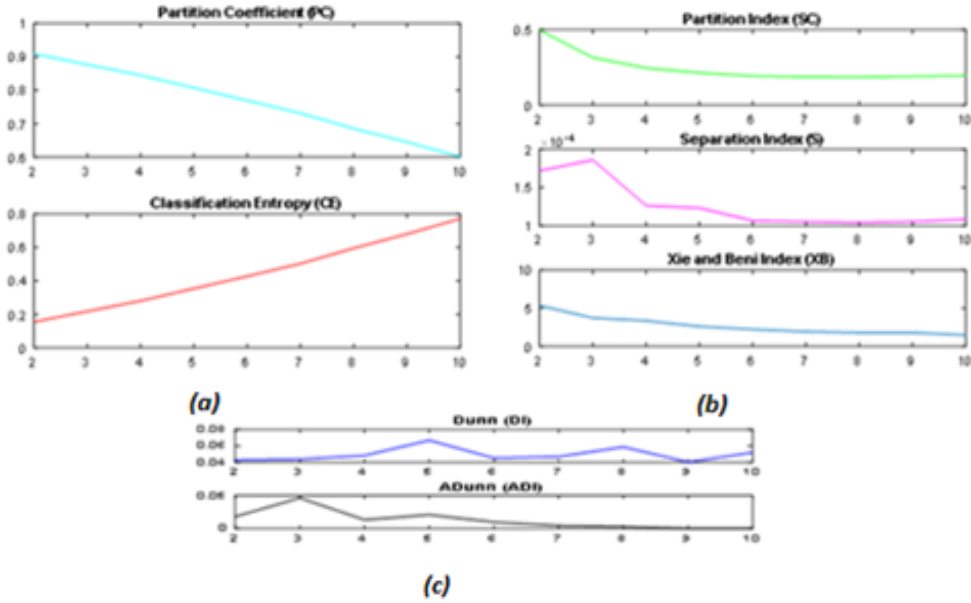 Partition Coefficient (PC)
1
0.9
0.8
0.7
0.6
2 3 4 5 6 7 8 9 10
Classification Entropy (CE)
0.8
0.6
0.4
0.2
0
2 3 4 5 6 7 8 9 10
(a)
Partition Index (SC)
0.5
0
2 3 4 5 6 7 8 9 10
Separation Index (S)
2 ×10^-4
1.5
1
2 3 4 5 6 7 8 9 10
Xie and Beni Index (XB)
10
5
0
2 3 4 5 6 7 8 9 10
(b)
Dunn (DI)
0.08
0.06
0.04
2 3 4 5 6 7 8 9 10
ADunn (ADI)
0
2 3 4 5 6 7 8 9 10
(c)